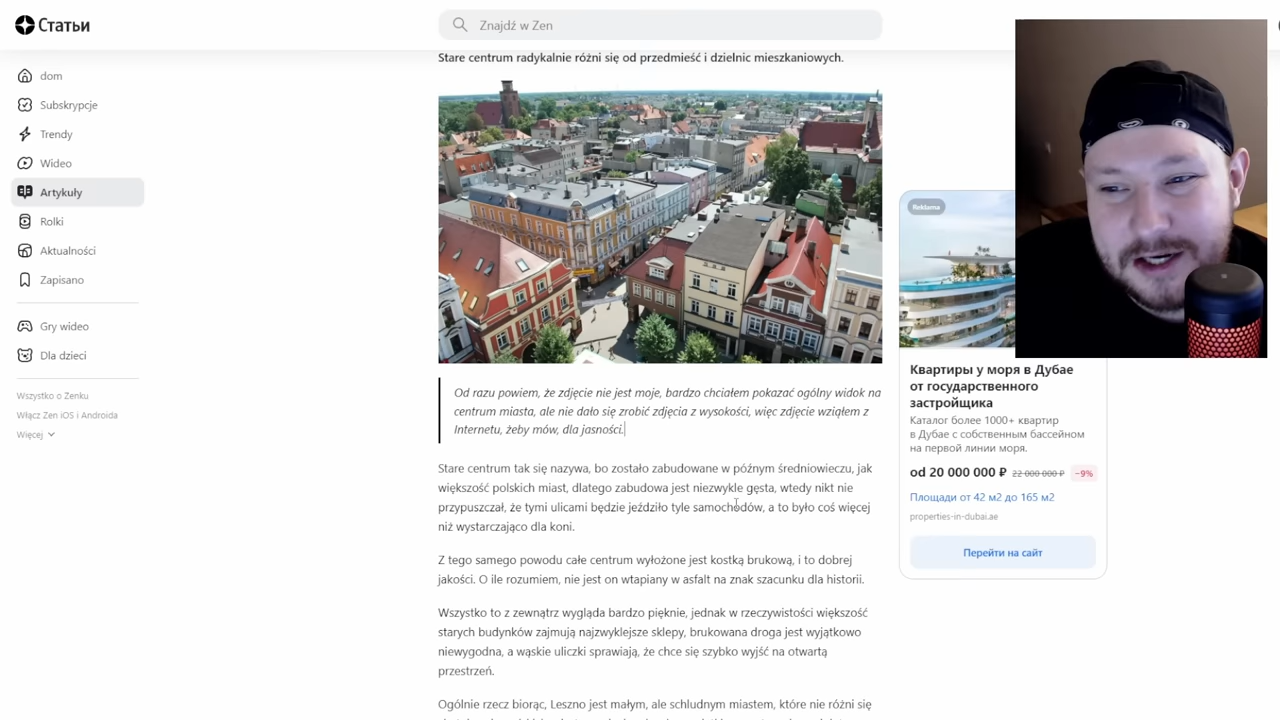 Статьи
Znajdź w Zen
dom
Subskrypcje
Trendy
Wideo
Artykuły
Rolki
Aktualności
Zapisano
Gry wideo
Dla dzieci
Wszystko o Zenku
Włącz Zen iOS i Androida
Więcej
Stare centrum radykalnie różni się od przedmieść i dzielnic mieszkaniowych.
Od razu powiem, że zdjęcie nie jest moje, bardzo chciałem pokazać ogólny widok na
centrum miasta, ale nie dało się zrobić zdjęcia z wysokości, więc zdjęcie wziąłem z
Internetu, żeby mów, dla jasności.
Stare centrum tak się nazywa, bo zostało zabudowane w późnym średniowieczu, jak
większość polskich miast, dlatego zabudowa jest niezwykle gęsta, wtedy nikt nie
przypuszczał, że tymi ulicami będzie jeździło tyle samochodów, a to było coś więcej
niż wystarczająco dla koni.
Z tego samego powodu całe centrum wyłożone jest kostką brukową, i to dobrej
jakości. O ile rozumiem, nie jest on wtapiany w asfalt na znak szacunku dla historii.
Wszystko to z zewnątrz wygląda bardzo pięknie, jednak w rzeczywistości większość
starych budynków zajmują najzwyklejsze sklepy, brukowana droga jest wyjątkowo
niewygodna, a wąskie uliczki sprawiają, że chce się szybko wyjść na otwartą
przestrzeń.
Ogólnie rzecz biorąc, Leszno jest małym, ale schludnym miastem, które nie różni się
Reklama
Квартиры у моря в Дубае
от государственного
застройщика
Каталог более 1000+ квартир
в Дубае с собственным бассейном
на первой линии моря.
od 20 000 000 ₽ 22 000 000 ₽ −9%
Площади от 42 м2 до 165 м2
properties-in-dubai.ae
Перейти на сайт